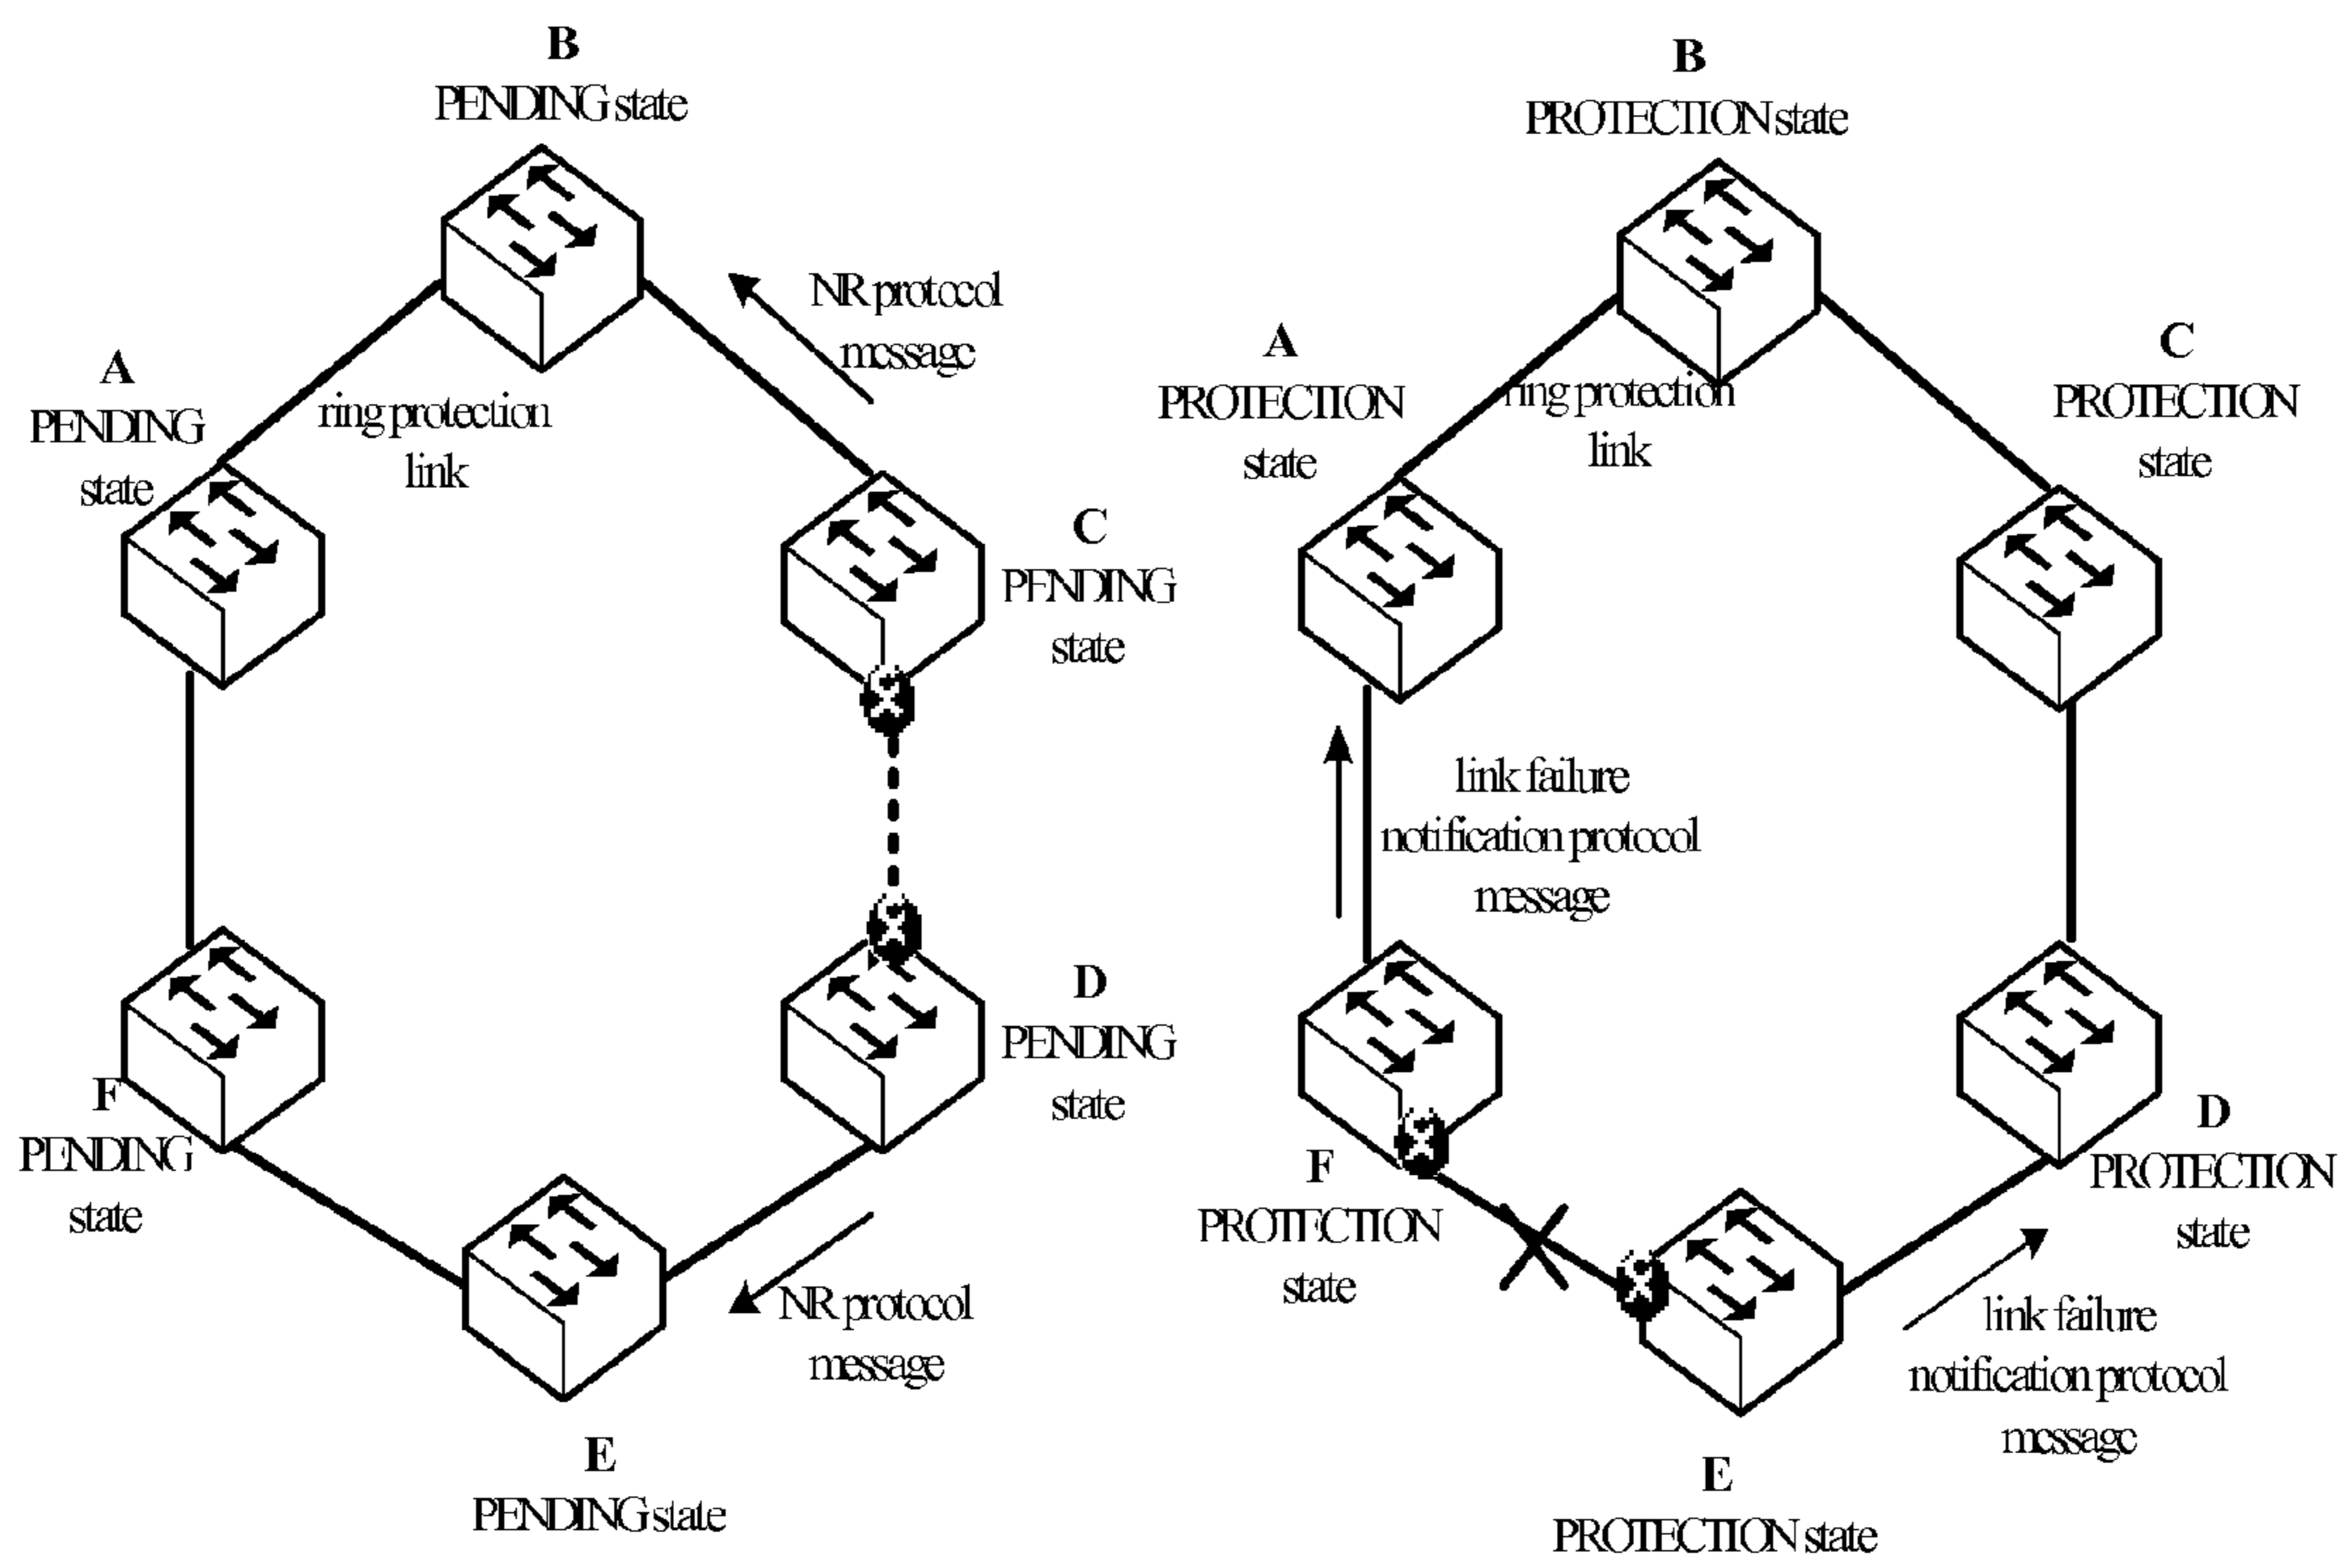 B
PENDING state
NR protocol
message
A
PENDING
state
ring protection
link
C
PENDING
state
D
PENDING
state
F
PENDING
state
NR protocol
message
E
PENDING state
B
PROTECTION state
A
PROTECTION
state
ring protection
link
C
PROTECTION
state
link failure
notification protocol
message
D
PROTECTION
state
F
PROTECTION
state
link failure
notification protocol
message
E
PROTECTION state